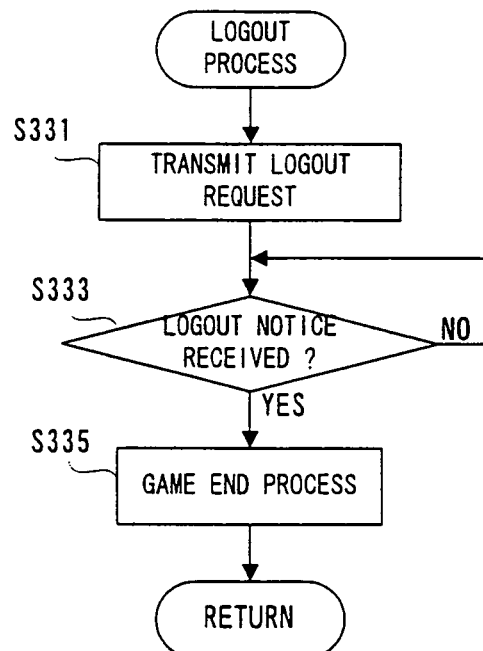 LOGOUT
PROCESS
S331
TRANSMIT LOGOUT
REQUEST
S333
LOGOUT NOTICE
RECEIVED ?
NO
YES
S335
GAME END PROCESS
RETURN